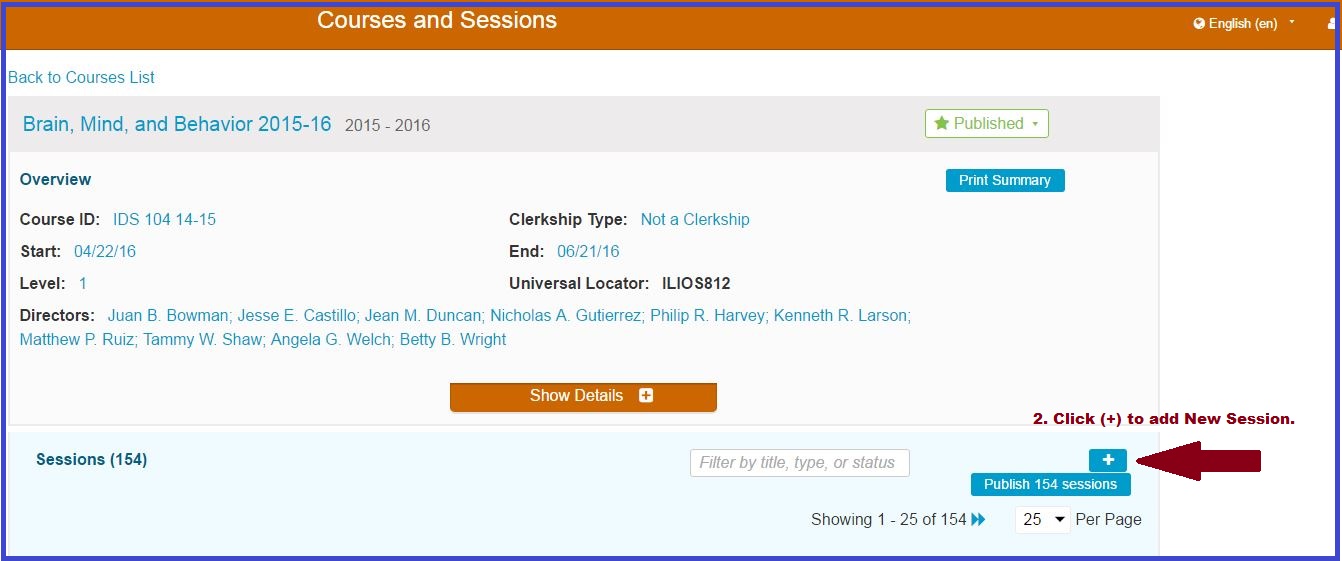 Courses and Sessions
English (en)
Back to Courses List
Brain, Mind, and Behavior 2015-16 2015 - 2016
Published
Overview
Print Summary
Course ID: IDS 104 14-15 Clerkship Type: Not a Clerkship
Start: 04/22/16 End: 06/21/16
Level: 1 Universal Locator: ILIOS812
Directors: Juan B. Bowman; Jesse E. Castillo; Jean M. Duncan; Nicholas A. Gutierrez; Philip R. Harvey; Kenneth R. Larson;
Matthew P. Ruiz; Tammy W. Shaw; Angela G. Welch; Betty B. Wright
Show Details
2. Click (+) to add New Session.
Sessions (154) Filter by title, type, or status +
Publish 154 sessions
Showing 1 - 25 of 154 25 Per Page